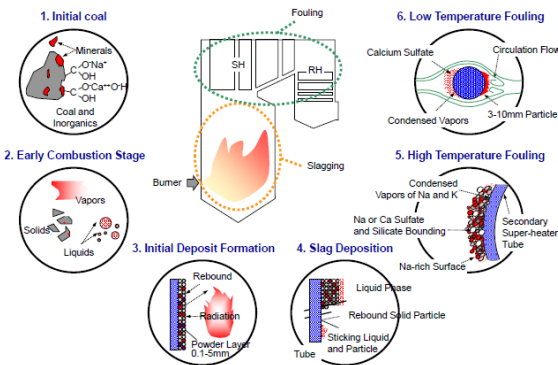 1. Initial coal
Minerals
O⁻Na⁺
C
OH
O⁻Ca⁺⁺O⁻H
C
OH
Coal and
Inorganics
2. Early Combustion Stage
Vapors
Solids
Liquids
Fouling
SH
RH
Slagging
Burner
3. Initial Deposit Formation
Rebound
Radiation
Powder Layer
0.1-5mm
4. Slag Deposition
Liquid Phase
Rebound Solid Particle
Sticking Liquid
and Particle
Tube
6. Low Temperature Fouling
Calcium Sulfate
Circulation Flow
Condensed Vapors
3-10mm Particle
5. High Temperature Fouling
Condensed
Vapors of Na and K
Na or Ca Sulfate
and Silicate Bounding
Secondary
Super-heater
Tube
Na-rich Surface